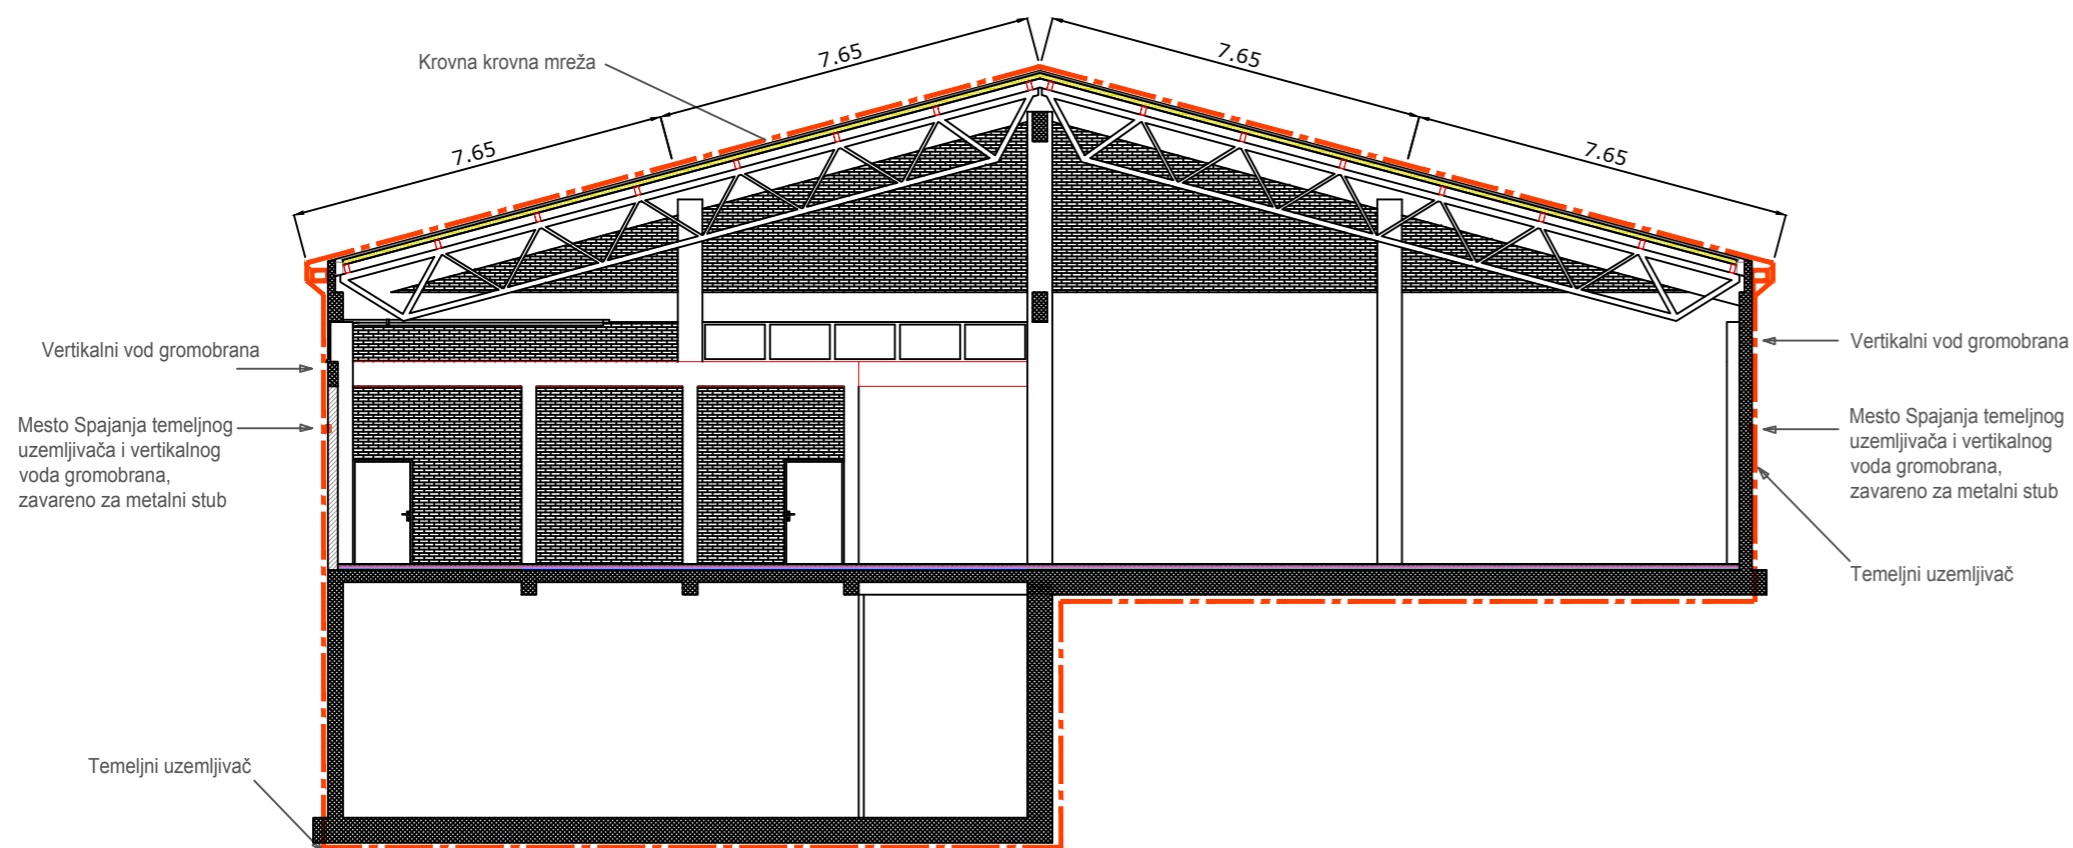 Krovna krovna mreža
7.65
7.65
7.65
7.65
Vertikalni vod gromobrana
Mesto Spajanja temeljnog
uzemljivača i vertikalnog
voda gromobrana,
zavareno za metalni stub
Temeljni uzemljivač
Vertikalni vod gromobrana
Mesto Spajanja temeljnog
uzemljivača i vertikalnog
voda gromobrana,
zavareno za metalni stub
Temeljni uzemljivač